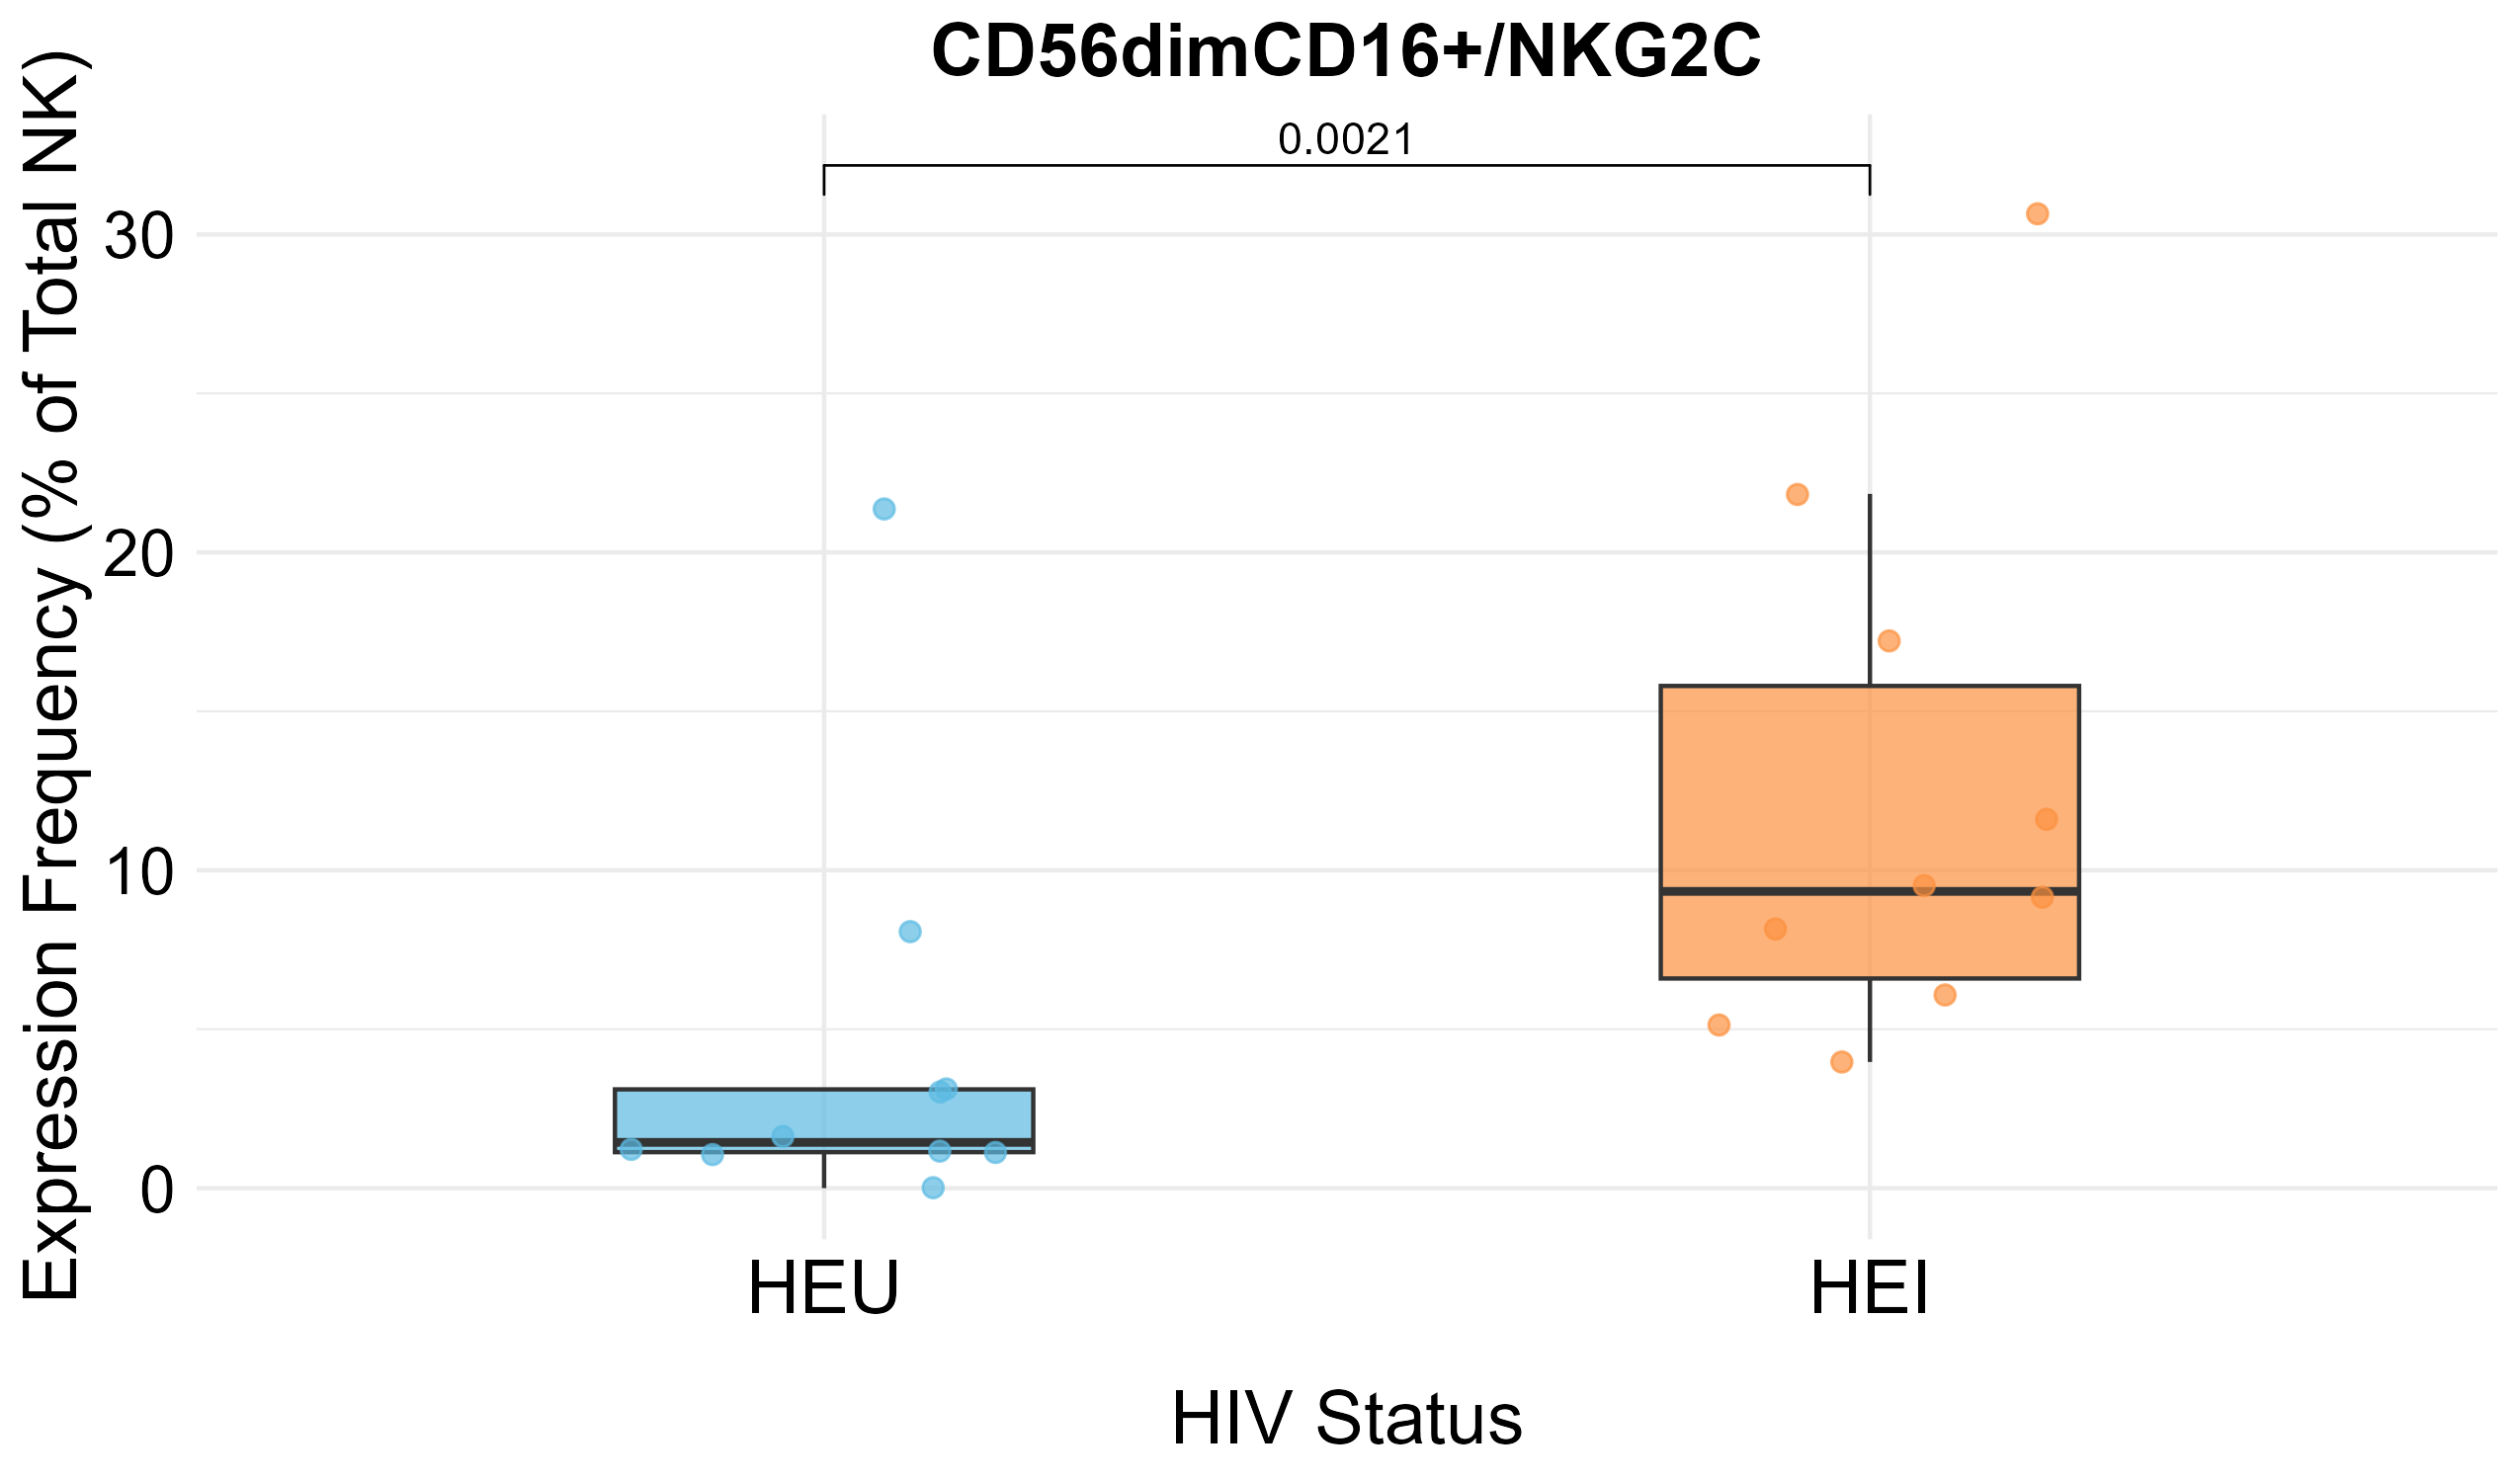 CD56dimCD16+/NKG2C
0.0021
Expression Frequency (% of Total NK)
30
20
10
0
HEU
HEI
HIV Status